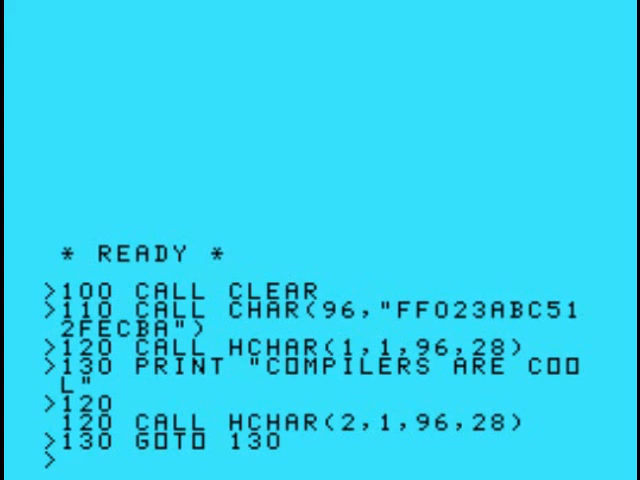 * READY *
>100 CALL CLEAR
>110 CALL CHAR(96,"FF023ABC51
2FECBA")
>120 CALL HCHAR(1,1,96,28)
>130 PRINT "COMPILERS ARE COO
L"
>120
120 CALL HCHAR(2,1,96,28)
>130 GOTO 130
>